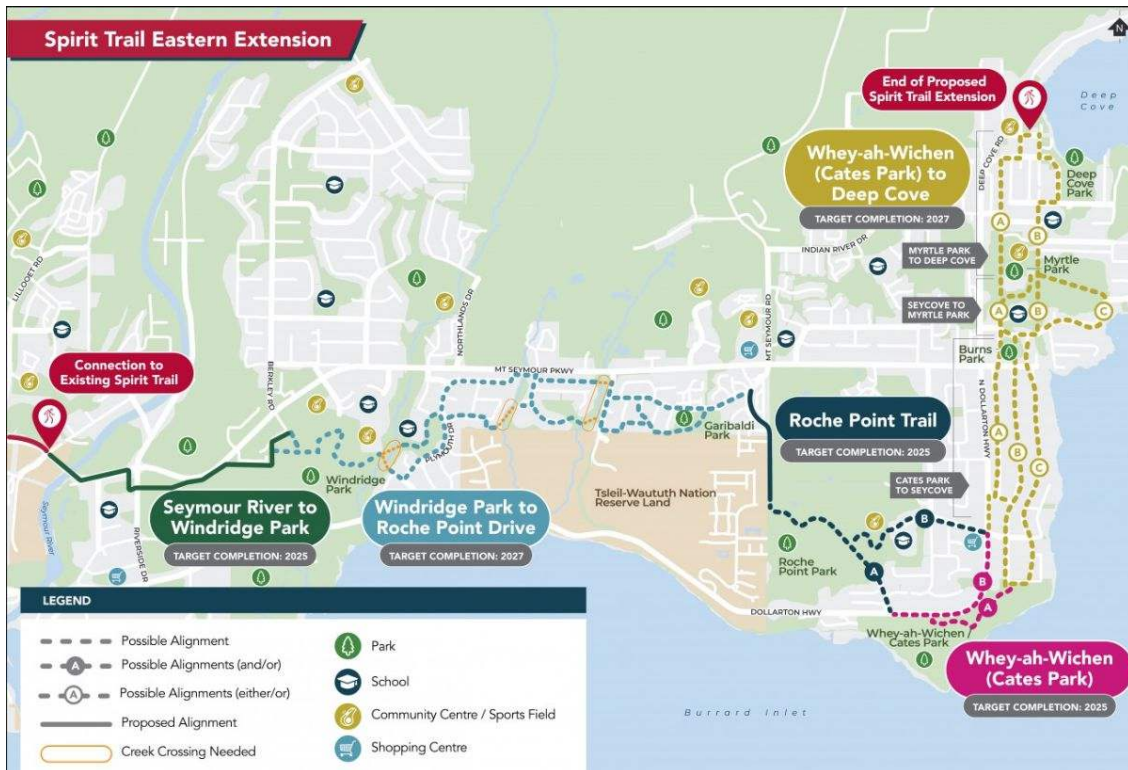 Spirit Trail Eastern Extension
N
End of Proposed
Spirit Trail Extension
Deep
Cove
Whey-ah-Wichen
(Cates Park) to
Deep Cove
TARGET COMPLETION: 2027
DEEP COVE RD
Deep
Cove
Park
A
B
INDIAN RIVER DR
MYRTLE PARK
TO DEEP COVE
Myrtle
Park
LILLOOET RD
NORTHLANDS DR
MT SEYMOUR RD
SEYCOVE TO
MYRTLE PARK
A
B
C
Burns
Park
Connection to
Existing Spirit Trail
BERKLEY RD
MT SEYMOUR PKWY
N DOLLARTON HWY
Garibaldi
Park
Roche Point Trail
TARGET COMPLETION: 2025
A
B
C
PLYMOUTH DR
Windridge
Park
CATES PARK
TO SEYCOVE
Seymour River to
Windridge Park
TARGET COMPLETION: 2025
Windridge Park to
Roche Point Drive
TARGET COMPLETION: 2027
Tsleil-Waututh Nation
Reserve Land
Seymour River
RIVERSIDE DR
B
Roche
Point Park
A
B
A
DOLLARTON HWY
Whey-ah-Wichen /
Cates Park
Whey-ah-Wichen
(Cates Park)
TARGET COMPLETION: 2025
Burrard Inlet
LEGEND
Possible Alignment
A Possible Alignments (and/or)
A Possible Alignments (either/or)
Proposed Alignment
Creek Crossing Needed
Park
School
Community Centre / Sports Field
Shopping Centre